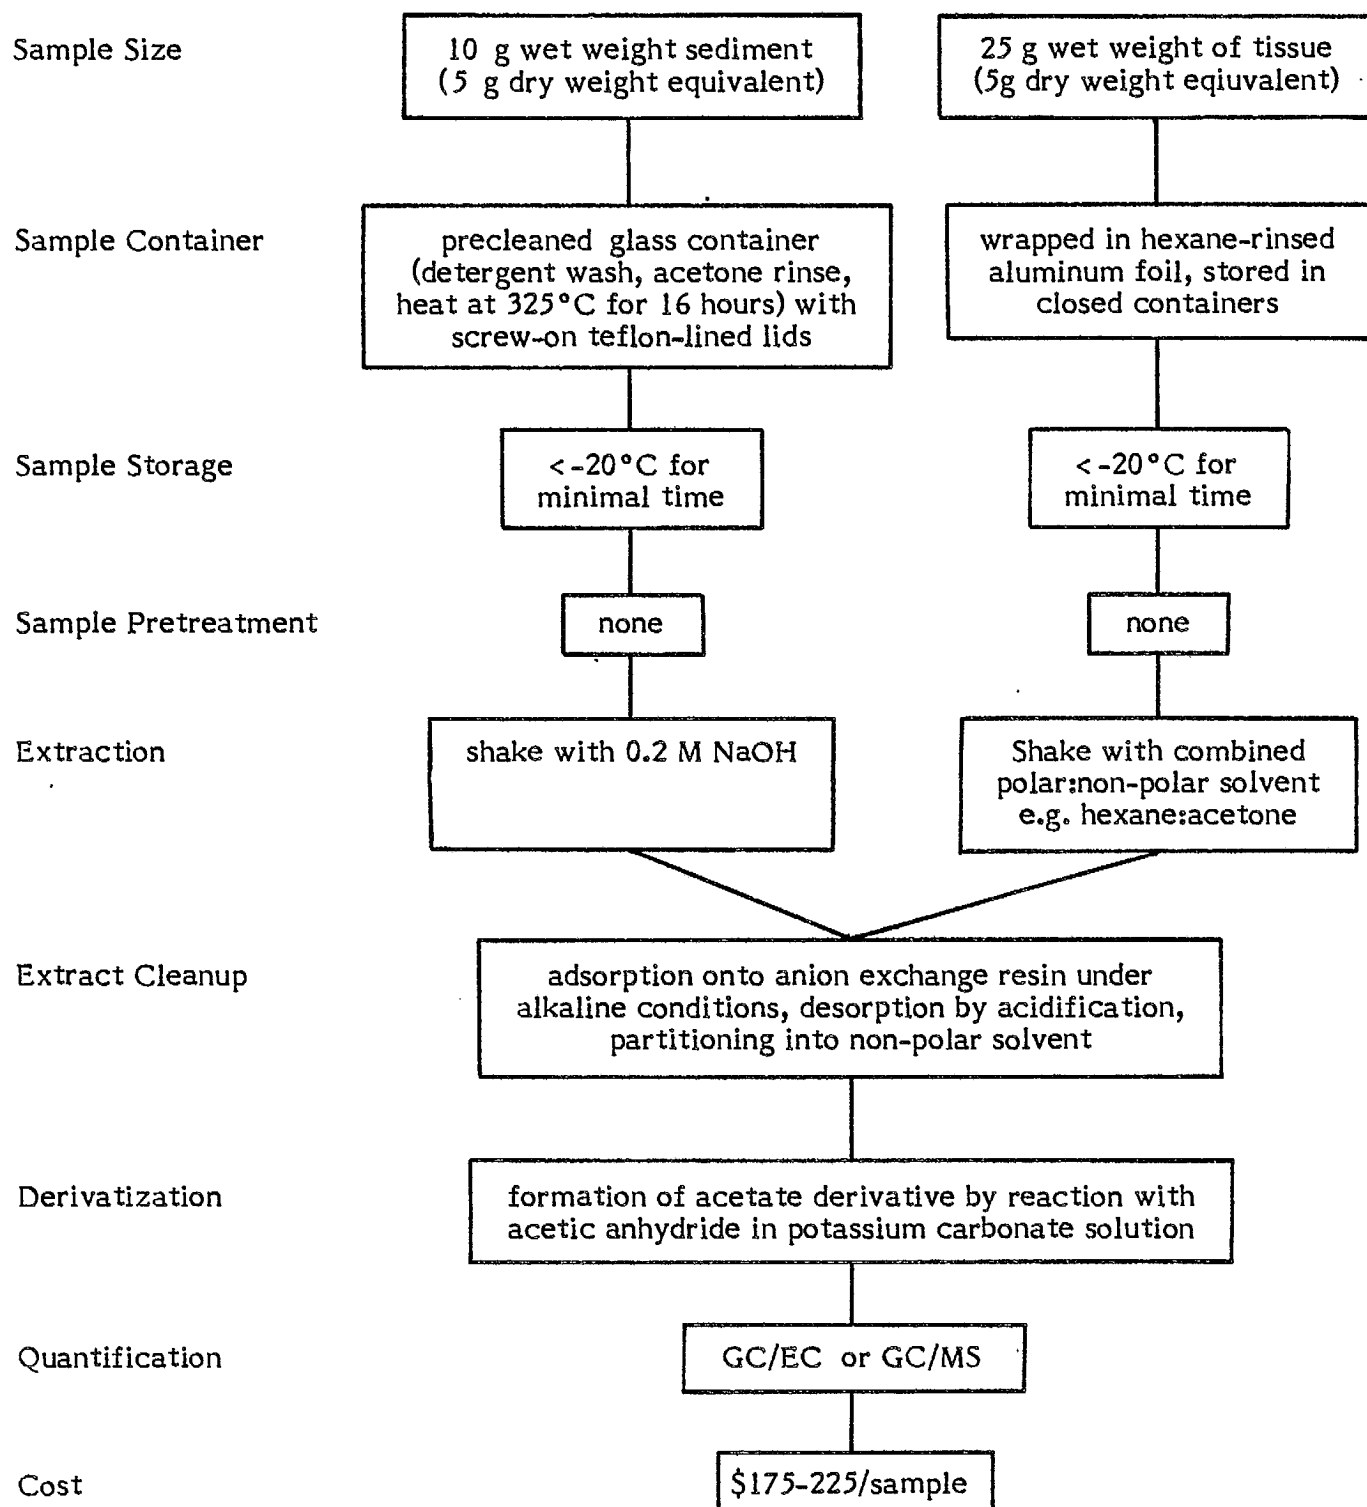 Sample Size
10 g wet weight sediment
(5 g dry weight equivalent)
25 g wet weight of tissue
(5g dry weight eqiuvalent)
Sample Container
precleaned glass container
(detergent wash, acetone rinse,
heat at 325°C for 16 hours) with
screw-on teflon-lined lids
wrapped in hexane-rinsed
aluminum foil, stored in
closed containers
Sample Storage
<-20°C for
minimal time
<-20°C for
minimal time
Sample Pretreatment
none
none
Extraction
shake with 0.2 M NaOH
Shake with combined
polar:non-polar solvent
e.g. hexane:acetone
Extract Cleanup
adsorption onto anion exchange resin under
alkaline conditions, desorption by acidification,
partitioning into non-polar solvent
Derivatization
formation of acetate derivative by reaction with
acetic anhydride in potassium carbonate solution
Quantification
GC/EC or GC/MS
Cost
$175-225/sample